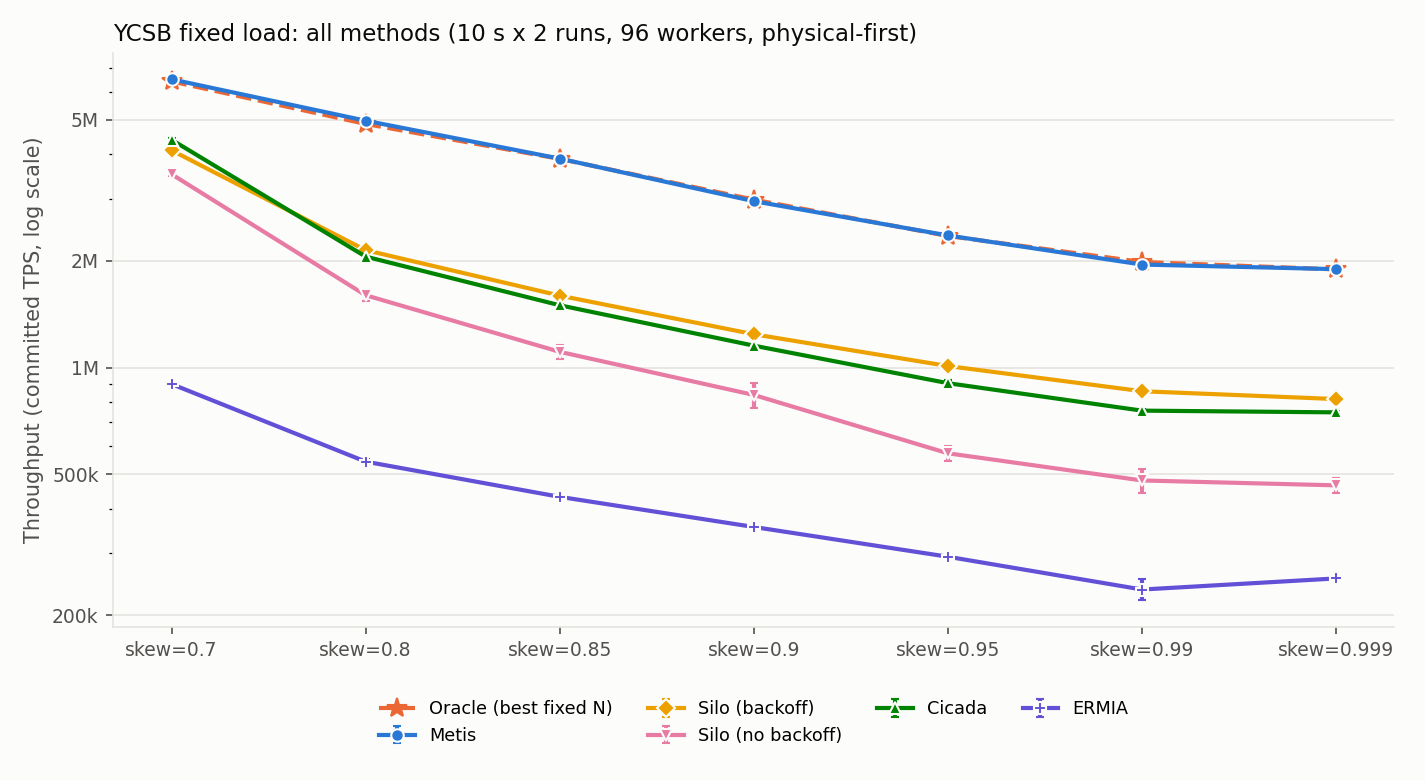 YCSB fixed load: all methods (10 s x 2 runs, 96 workers, physical-first)
Throughput (committed TPS, log scale)
5M
2M
1M
500k
200k
skew=0.7
skew=0.8
skew=0.85
skew=0.9
skew=0.95
skew=0.99
skew=0.999
Oracle (best fixed N)
Metis
Silo (backoff)
Silo (no backoff)
Cicada
ERMIA